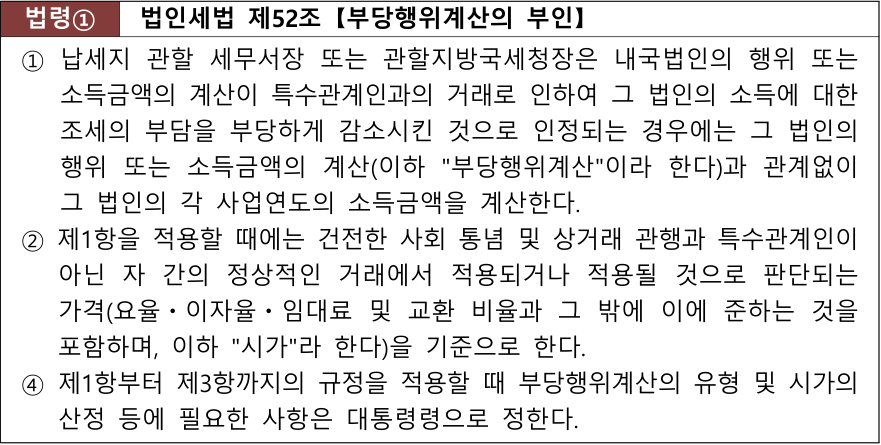 법령① 법인세법 제52조【부당행위계산의 부인】
① 납세지 관할 세무서장 또는 관할지방국세청장은 내국법인의 행위 또는
소득금액의 계산이 특수관계인과의 거래로 인하여 그 법인의 소득에 대한
조세의 부담을 부당하게 감소시킨 것으로 인정되는 경우에는 그 법인의
행위 또는 소득금액의 계산(이하 "부당행위계산"이라 한다)과 관계없이
그 법인의 각 사업연도의 소득금액을 계산한다.
② 제1항을 적용할 때에는 건전한 사회 통념 및 상거래 관행과 특수관계인이
아닌 자 간의 정상적인 거래에서 적용되거나 적용될 것으로 판단되는
가격(요율・이자율・임대료 및 교환 비율과 그 밖에 이에 준하는 것을
포함하며, 이하 "시가"라 한다)을 기준으로 한다.
④ 제1항부터 제3항까지의 규정을 적용할 때 부당행위계산의 유형 및 시가의
산정 등에 필요한 사항은 대통령령으로 정한다.